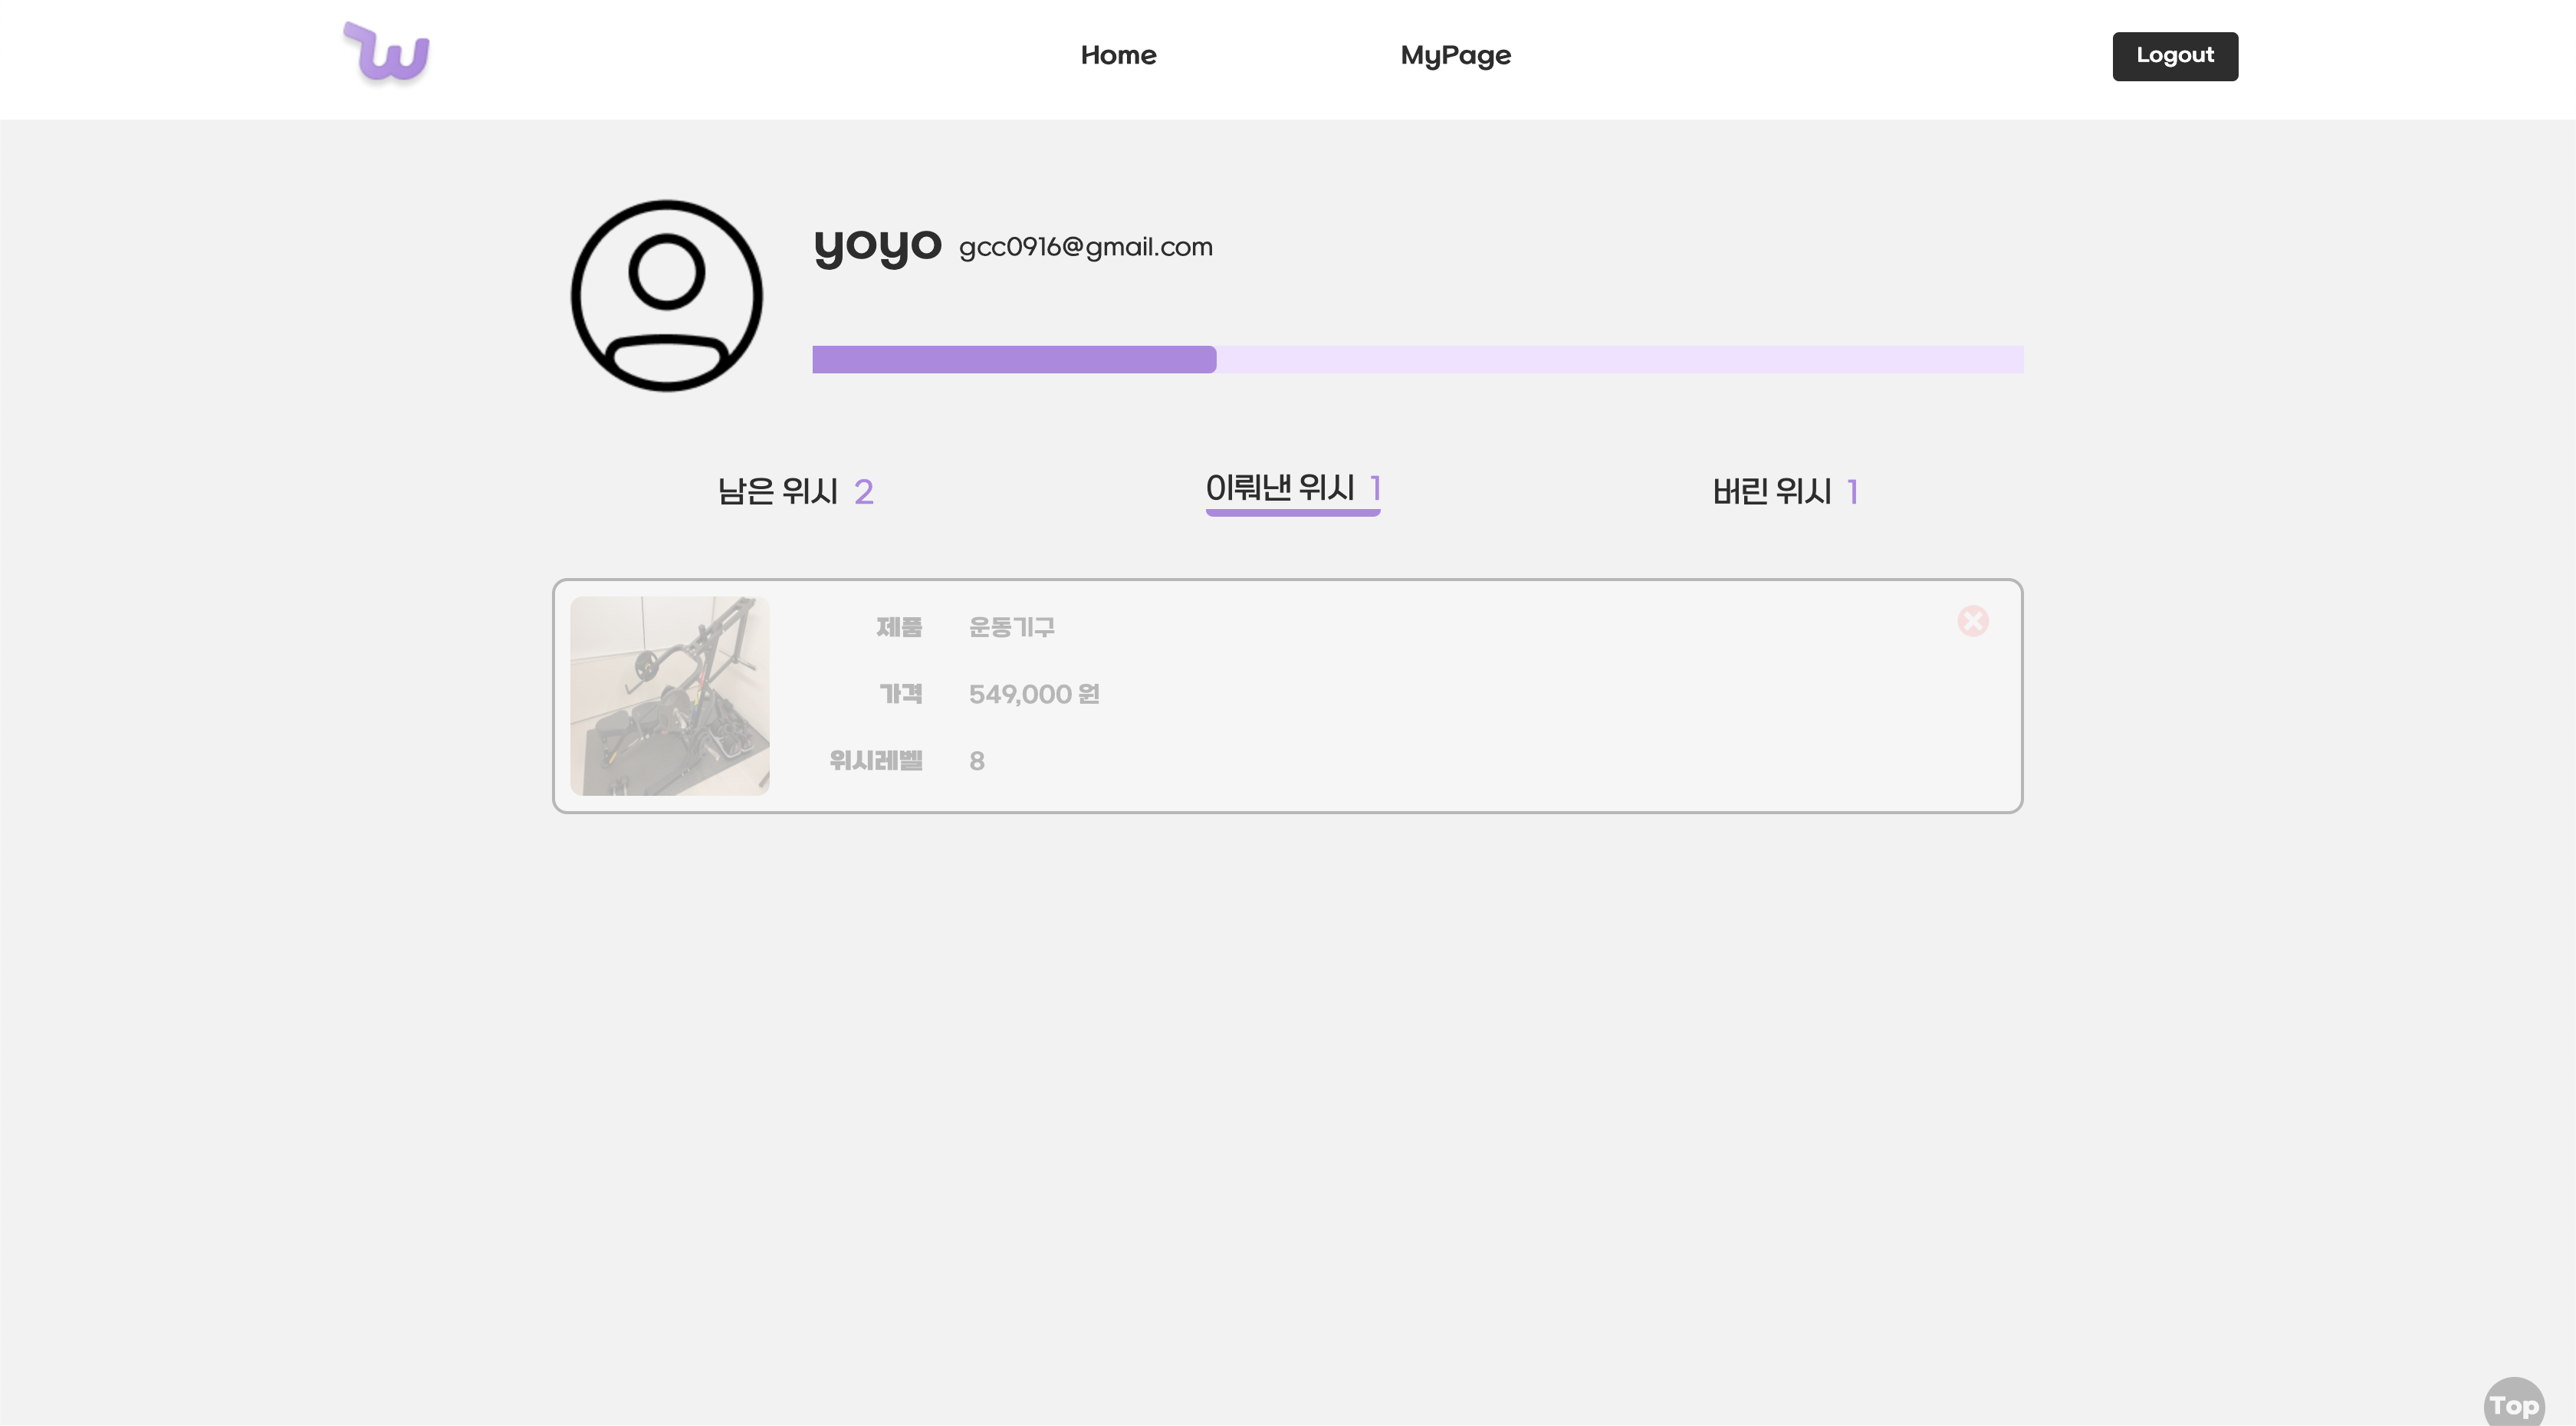 Home MyPage Logout
yoyo gcc0916@gmail.com
남은 위시 2 이뤄낸 위시 1 버린 위시 1
제품 운동기구
가격 549,000 원
위시레벨 8
Top